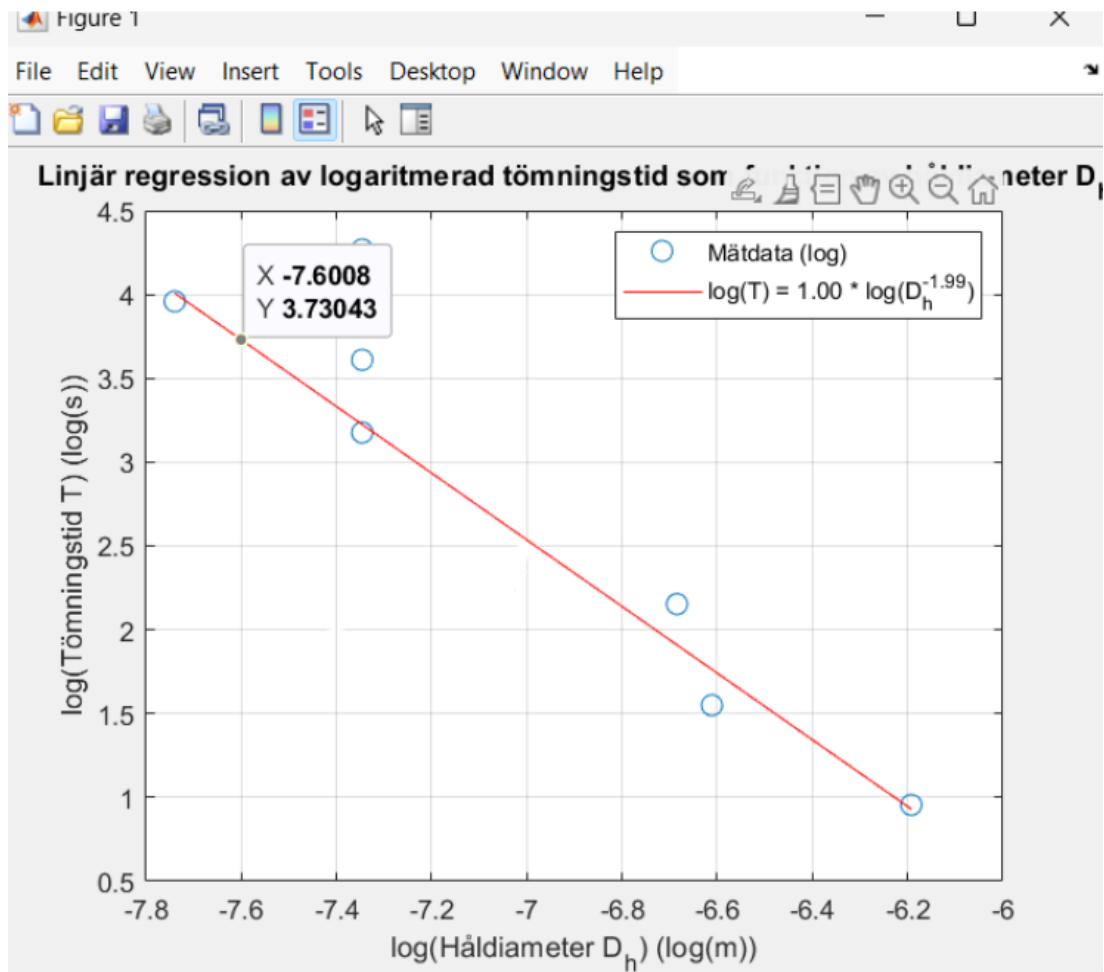 Figure 1
File Edit View Insert Tools Desktop Window Help
Linjär regression av logaritmerad tömningstid som
4.5
4
3.5
3
2.5
2
1.5
1
0.5
X -7.6008
Y 3.73043
Mätdata (log)
log(T) = 1.00 * log(D_h^-1.99)
log(Tömningstid T) (log(s))
-7.8 -7.6 -7.4 -7.2 -7 -6.8 -6.6 -6.4 -6.2 -6
log(Håldiameter D_h) (log(m))